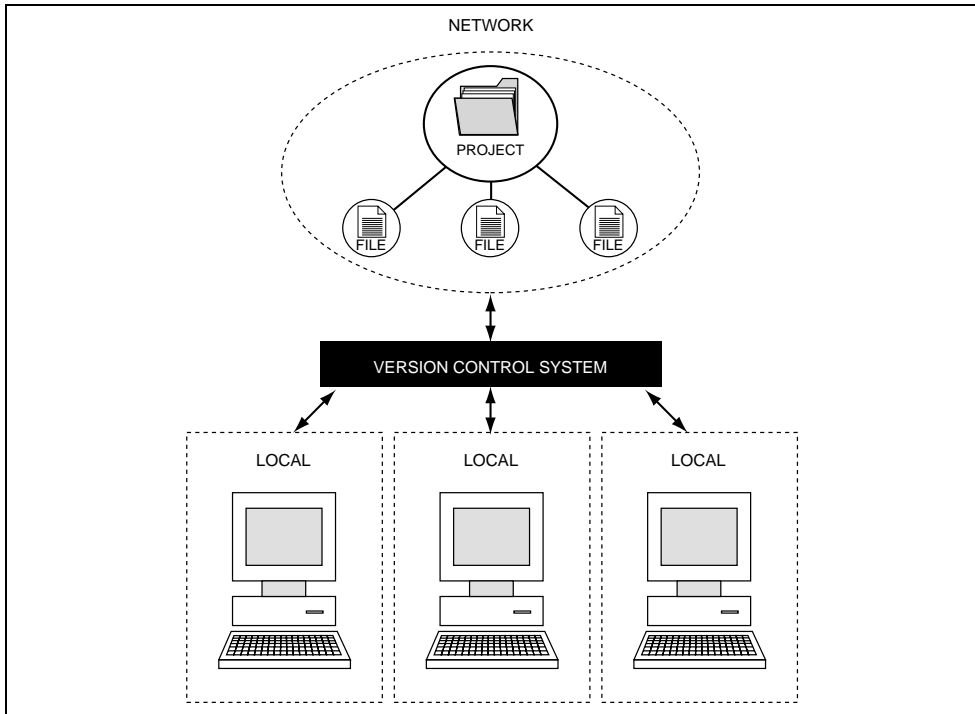 NETWORK
PROJECT
FILE FILE FILE
VERSION CONTROL SYSTEM
LOCAL LOCAL LOCAL